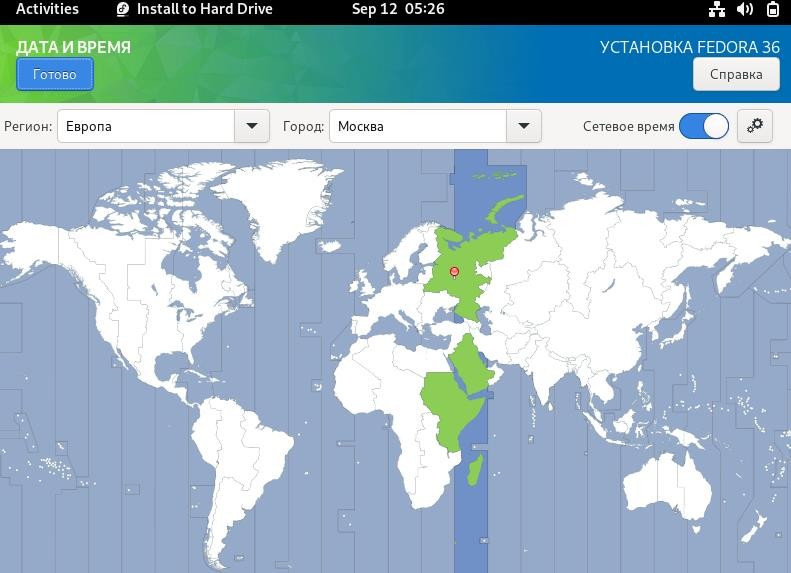 Activities Install to Hard Drive Sep 12 05:26
ДАТА И ВРЕМЯ УСТАНОВКА FEDORA 36
Готово Справка
Регион: Европа Город: Москва Сетевое время